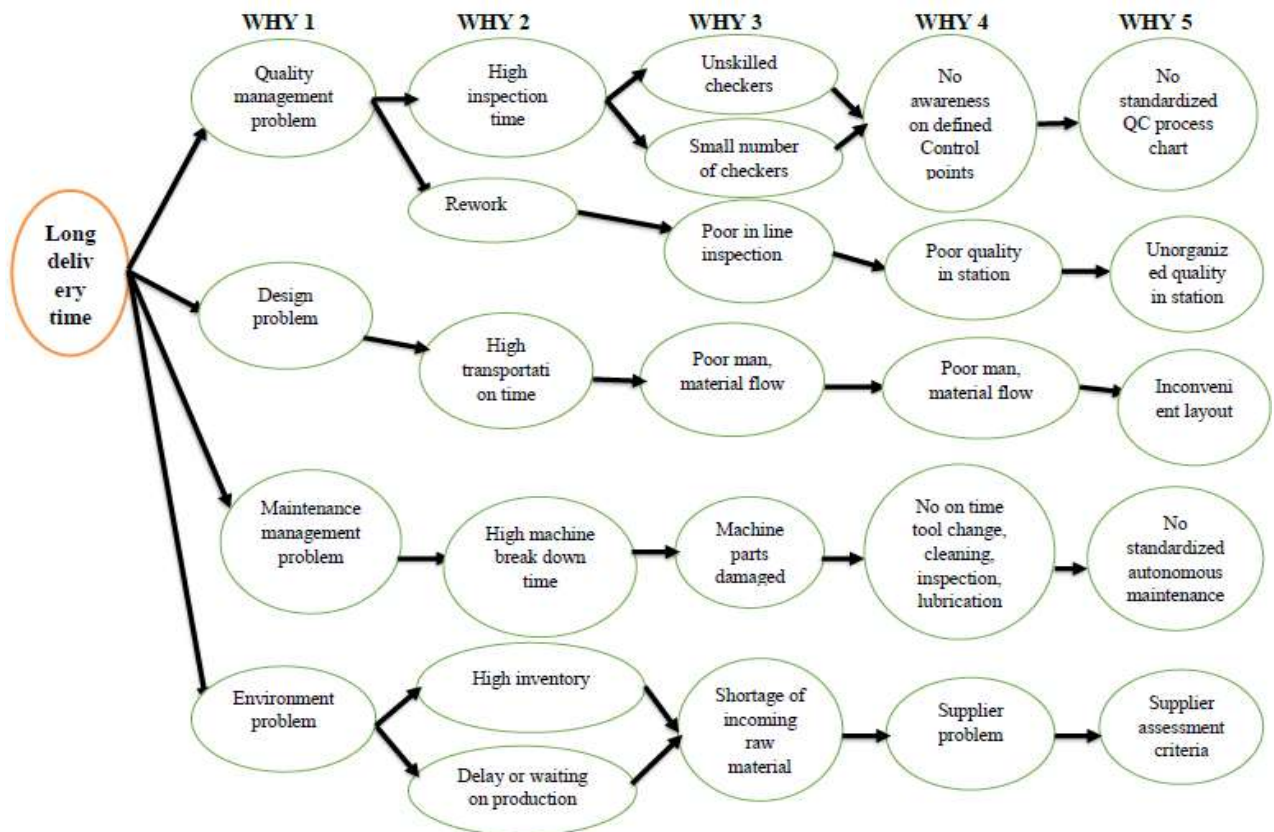 WHY 1 WHY 2 WHY 3 WHY 4 WHY 5
Long
deliv
ery
time
Quality
management
problem
High
inspection
time
Unskilled
checkers
Small number
of checkers
No
awareness
on defined
Control
points
No
standardized
QC process
chart
Rework
Poor in line
inspection
Poor quality
in station
Unorganiz
ed quality
in station
Design
problem
High
transportati
on time
Poor man,
material flow
Poor man,
material flow
Inconveni
ent layout
Maintenance
management
problem
High machine
break down
time
Machine
parts
damaged
No on time
tool change,
cleaning,
inspection,
lubrication
No
standardized
autonomous
maintenance
Environment
problem
High inventory
Delay or waiting
on production
Shortage of
incoming
raw
material
Supplier
problem
Supplier
assessment
criteria